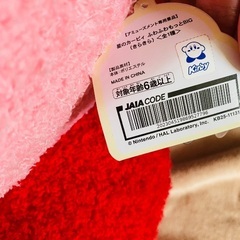 【アミューズメント専用景品】
星のカービィ ふわふわもっとBIG
(きらきら) <全1種>
【製品素材】
本体:ポリエステル
MADE IN CHINA
Kirby
対象年齢6歳以上
JAIA CODE
© Nintendo / HAL Laboratory, Inc.